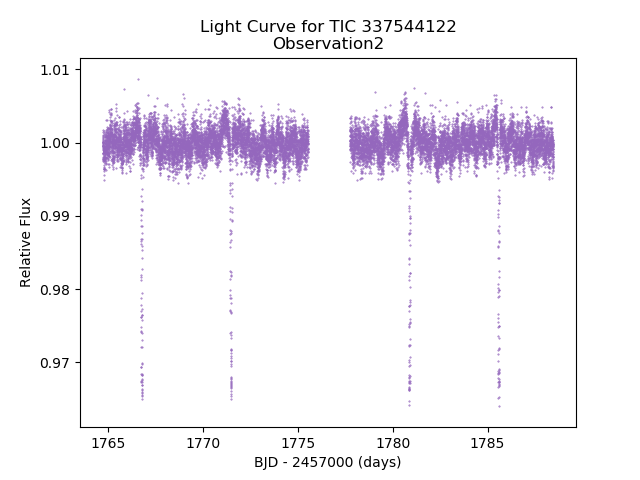 Light Curve for TIC 337544122
Observation2
1.01
1.00
0.99
0.98
0.97
Relative Flux
1765
1770
1775
1780
1785
BJD - 2457000 (days)